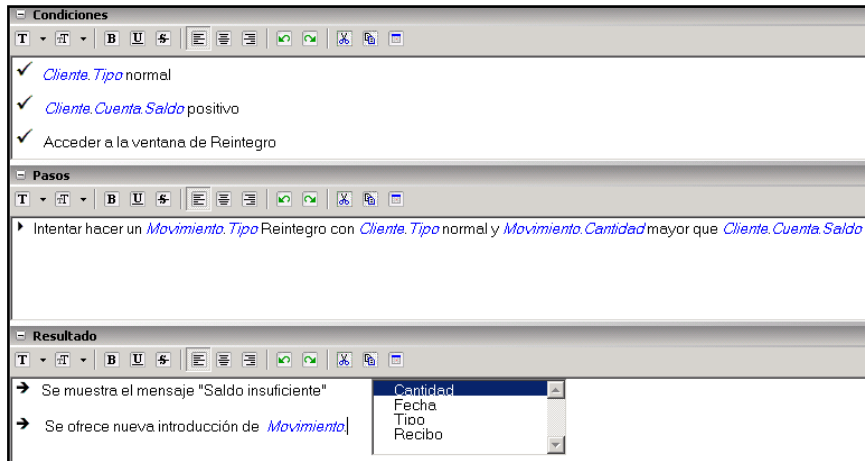 Condiciones
T T B U S
Cliente.Tipo normal
Cliente.Cuenta.Saldo positivo
Acceder a la ventana de Reintegro
Pasos
T T B U S
Intentar hacer un Movimiento.Tipo Reintegro con Cliente.Tipo normal y Movimiento.Cantidad mayor que Cliente.Cuenta.Saldo
Resultado
T T B U S
Se muestra el mensaje "Saldo insuficiente"
Se ofrece nueva introducción de Movimiento.
Cantidad
Fecha
Tipo
Recibo